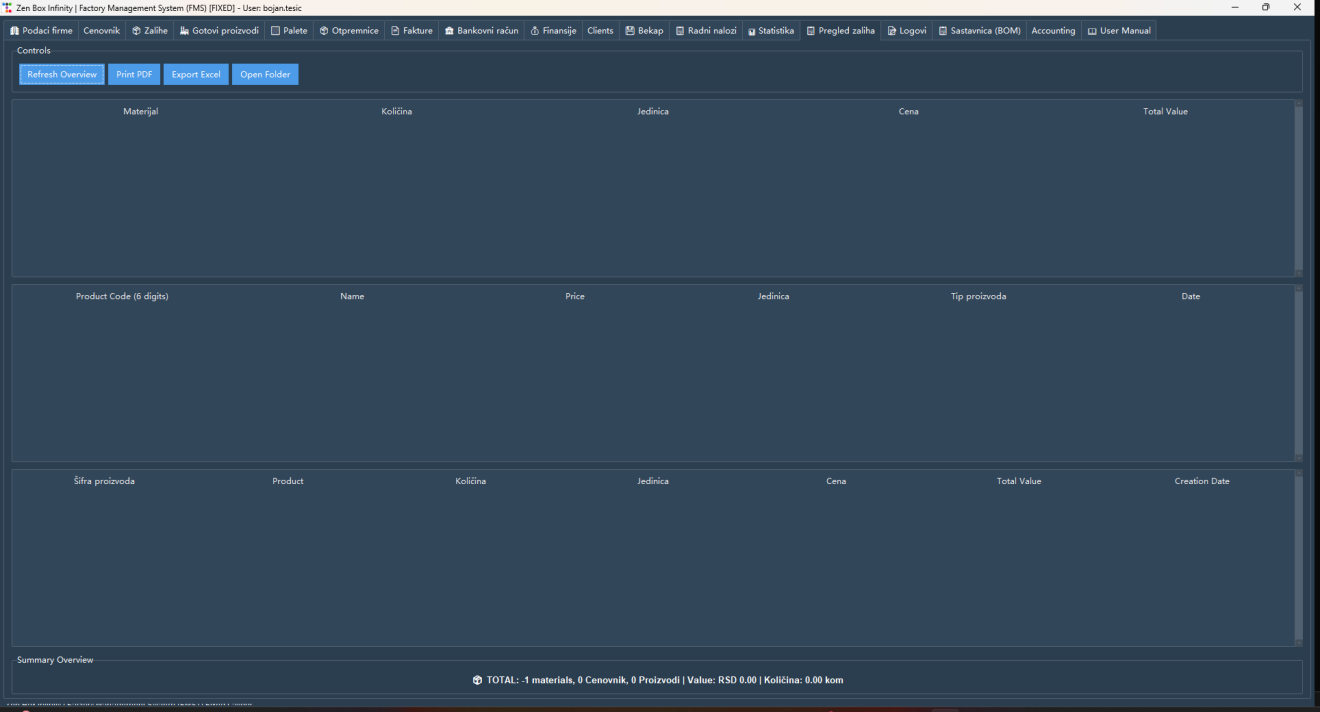 Zen Box Infinity | Factory Management System (FMS) [FIXED] - User: bojan.tesic
Podaci firme Cenovnik Zalihe Gotovi proizvodi Palete Otpremnice Fakture Bankovni račun Finansije Clients Bekap Radni nalozi Statistika Pregled zaliha Logovi Sastavnica (BOM) Accounting User Manual
Controls
Refresh Overview Print PDF Export Excel Open Folder
Materijal Količina Jedinica Cena Total Value
Product Code (6 digits) Name Price Jedinica Tip proizvoda Date
Šifra proizvoda Product Količina Jedinica Cena Total Value Creation Date
Summary Overview
TOTAL: -1 materials, 0 Cenovnik, 0 Proizvodi | Value: RSD 0.00 | Količina: 0.00 kom